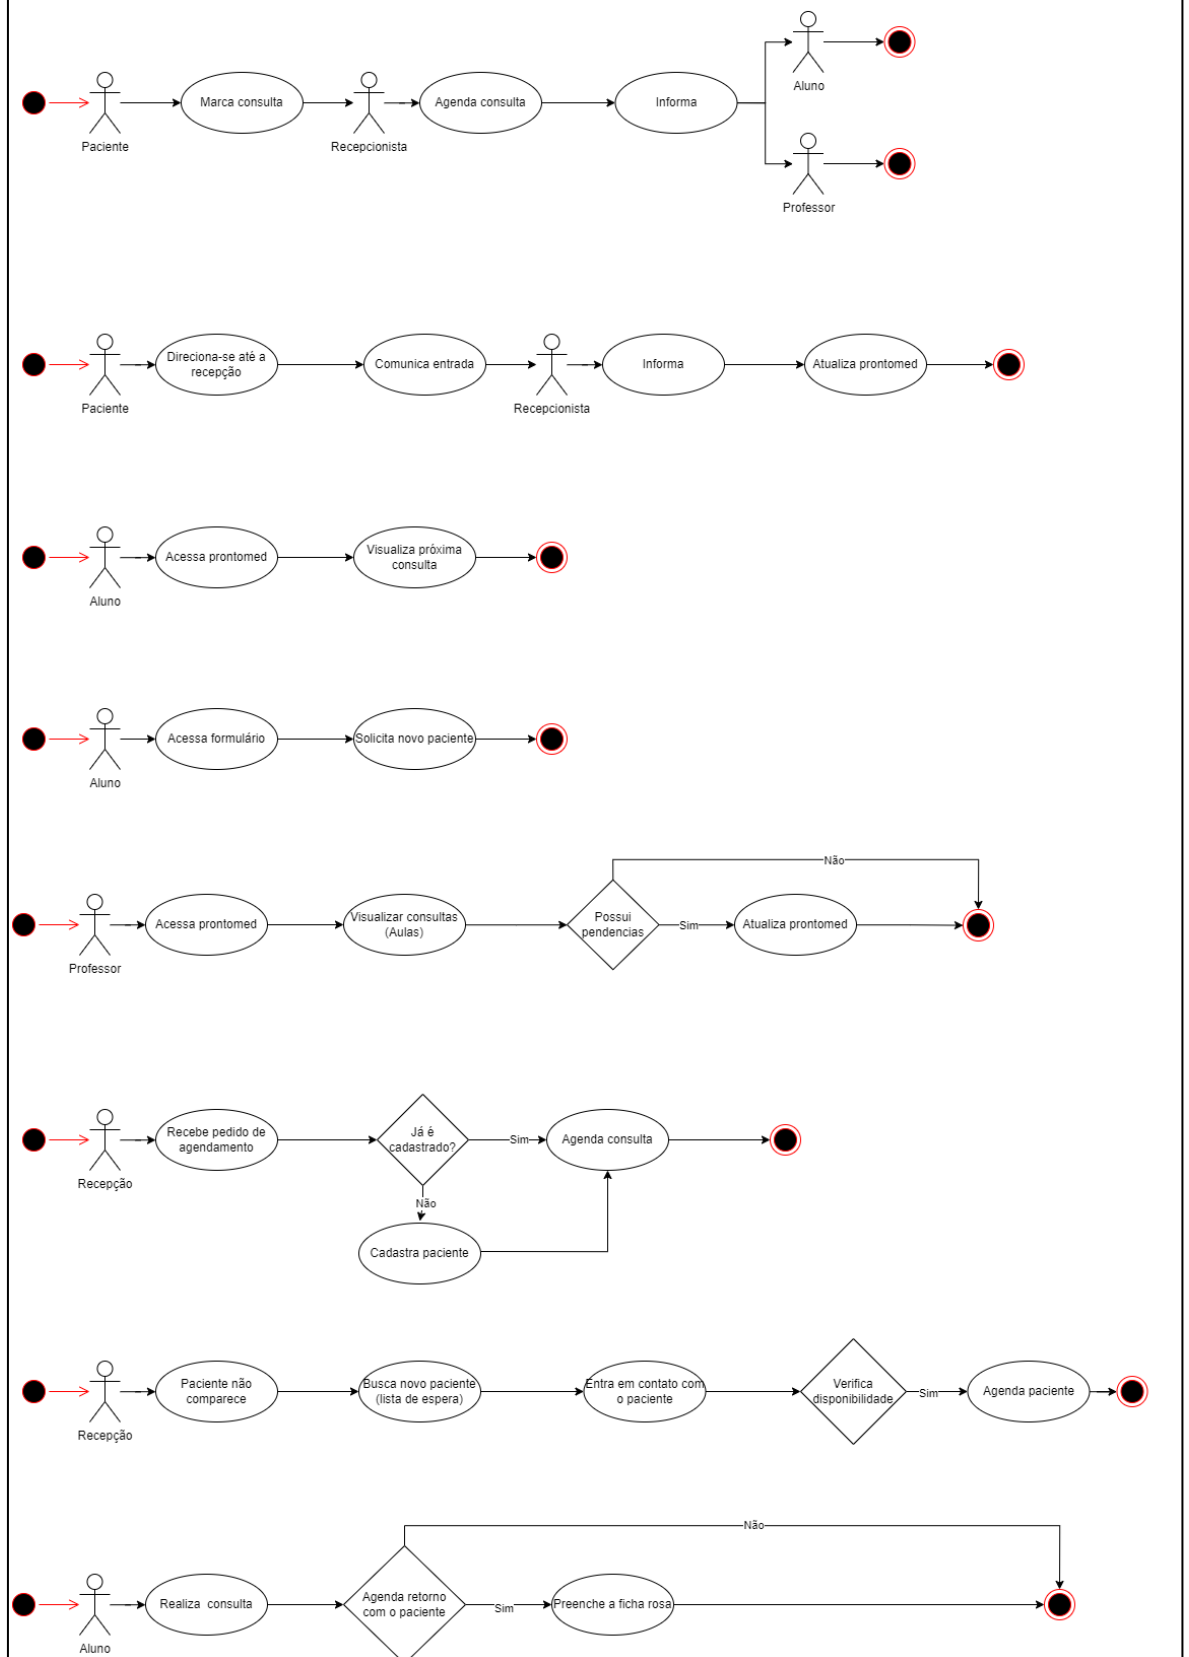 Aluno
Marca consulta
Agenda consulta
Informa
Paciente
Recepcionista
Professor
Direciona-se até a
recepção
Comunica entrada
Informa
Atualiza prontomed
Paciente
Recepcionista
Acessa prontomed
Visualiza próxima
consulta
Aluno
Acessa formulário
Solicita novo paciente
Aluno
Não
Acessa prontomed
Visualizar consultas
(Aulas)
Possui
pendencias
Sim
Atualiza prontomed
Professor
Recebe pedido de
agendamento
Já é
cadastrado?
Sim
Agenda consulta
Recepção
Não
Cadastra paciente
Paciente não
comparece
Busca novo paciente
(lista de espera)
Entra em contato com
o paciente
Verifica
disponibilidade
Sim
Agenda paciente
Recepção
Não
Realiza consulta
Agenda retorno
com o paciente
Sim
Preenche a ficha rosa
Aluno